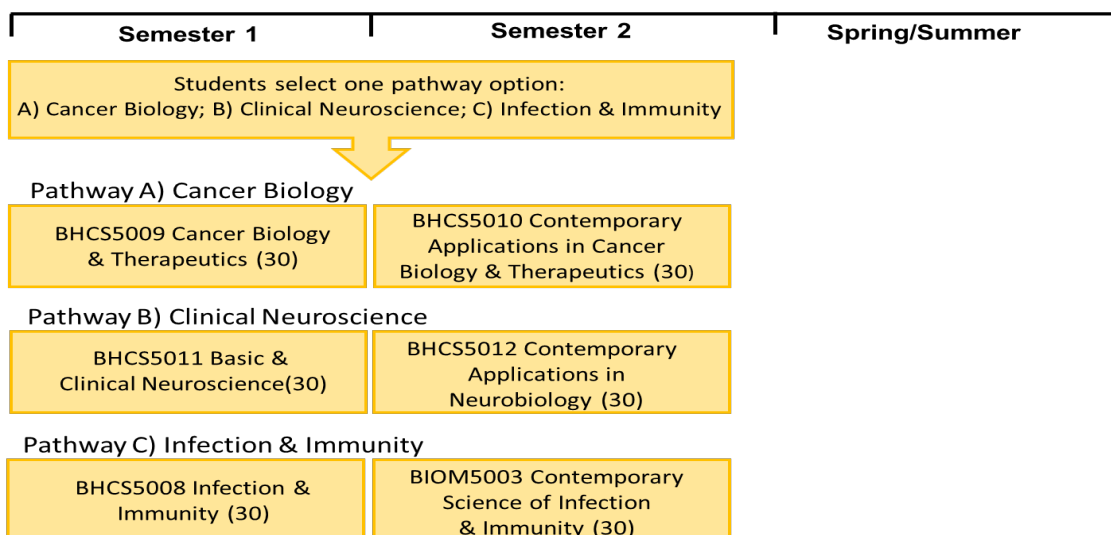 Semester 1
Semester 2
Spring/Summer
Students select one pathway option:
A) Cancer Biology; B) Clinical Neuroscience; C) Infection & Immunity
Pathway A) Cancer Biology
BHCS5009 Cancer Biology
& Therapeutics (30)
BHCS5010 Contemporary
Applications in Cancer
Biology & Therapeutics (30)
Pathway B) Clinical Neuroscience
BHCS5011 Basic &
Clinical Neuroscience(30)
BHCS5012 Contemporary
Applications in
Neurobiology (30)
Pathway C) Infection & Immunity
BHCS5008 Infection &
Immunity (30)
BIOM5003 Contemporary
Science of Infection
& Immunity (30)